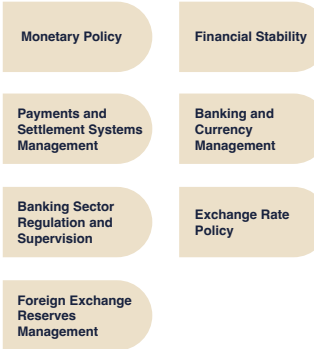 Monetary Policy
Financial Stability
Payments and
Settlement Systems
Management
Banking and
Currency
Management
Banking Sector
Regulation and
Supervision
Exchange Rate
Policy
Foreign Exchange
Reserves
Management